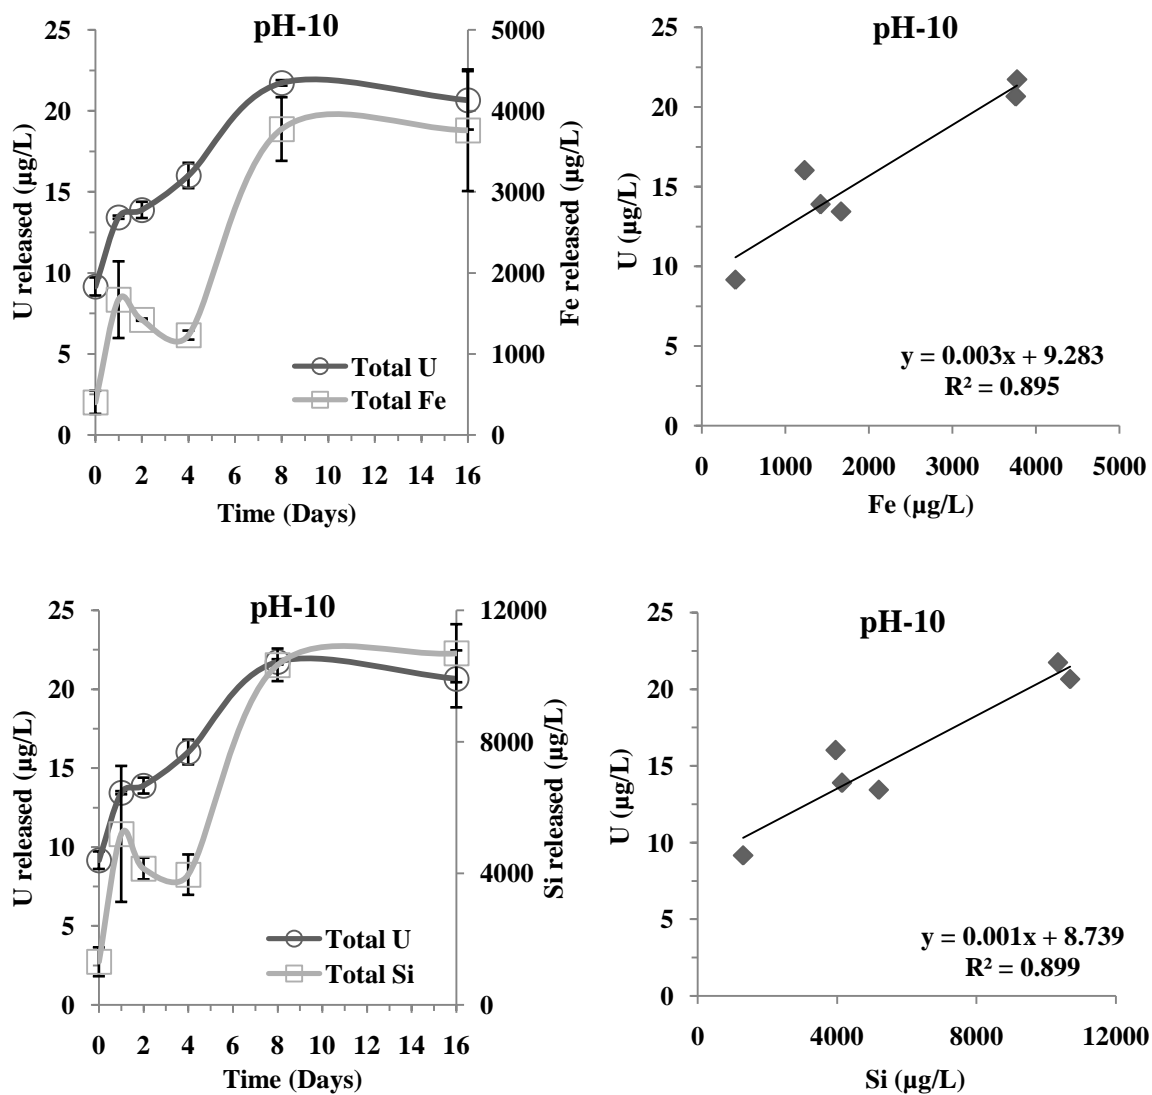 pH-10
25
20
15
10
5
0
U released (µg/L)
5000
4000
3000
2000
1000
0
Fe released (µg/L)
Total U
Total Fe
0 2 4 6 8 10 12 14 16
Time (Days)
pH-10
25
20
15
10
5
0
U (µg/L)
y = 0.003x + 9.283
R² = 0.895
0 1000 2000 3000 4000 5000
Fe (µg/L)
pH-10
25
20
15
10
5
0
U released (µg/L)
12000
8000
4000
0
Si released (µg/L)
Total U
Total Si
0 2 4 6 8 10 12 14 16
Time (Days)
pH-10
25
20
15
10
5
0
U (µg/L)
y = 0.001x + 8.739
R² = 0.899
0 4000 8000 12000
Si (µg/L)